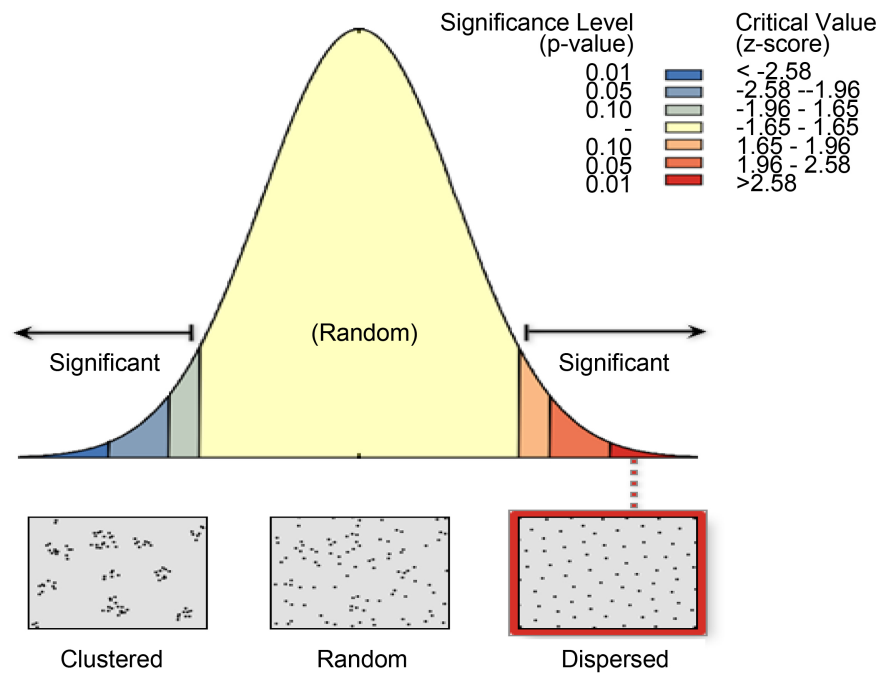 Significance Level Critical Value
(p-value) (z-score)
0.01 < -2.58
0.05 -2.58 --1.96
0.10 -1.96 - 1.65
- -1.65 - 1.65
0.10 1.65 - 1.96
0.05 1.96 - 2.58
0.01 >2.58
(Random)
Significant Significant
Clustered Random Dispersed